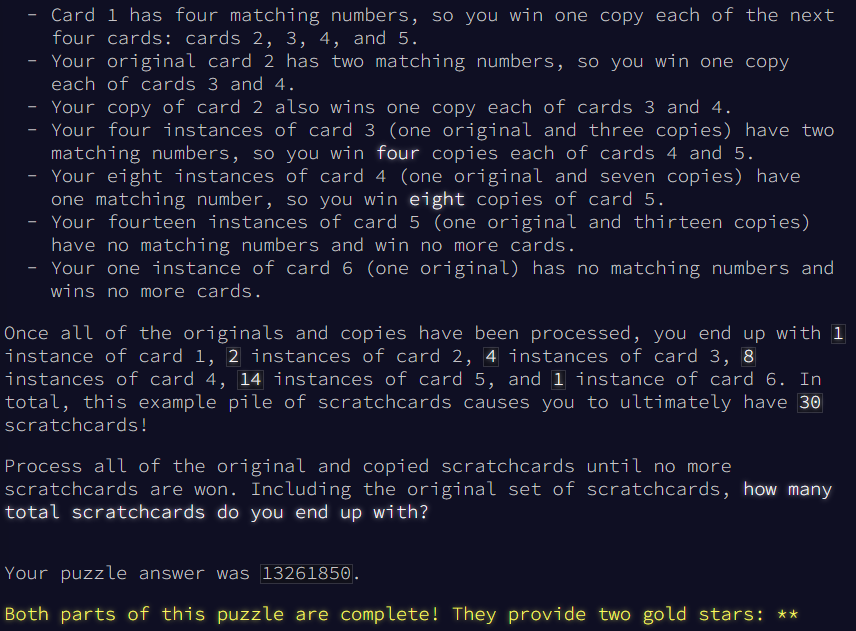 - Card 1 has four matching numbers, so you win one copy each of the next
four cards: cards 2, 3, 4, and 5.
- Your original card 2 has two matching numbers, so you win one copy
each of cards 3 and 4.
- Your copy of card 2 also wins one copy each of cards 3 and 4.
- Your four instances of card 3 (one original and three copies) have two
matching numbers, so you win four copies each of cards 4 and 5.
- Your eight instances of card 4 (one original and seven copies) have
one matching number, so you win eight copies of card 5.
- Your fourteen instances of card 5 (one original and thirteen copies)
have no matching numbers and win no more cards.
- Your one instance of card 6 (one original) has no matching numbers and
wins no more cards.
Once all of the originals and copies have been processed, you end up with 1
instance of card 1, 2 instances of card 2, 4 instances of card 3, 8
instances of card 4, 14 instances of card 5, and 1 instance of card 6. In
total, this example pile of scratchcards causes you to ultimately have 30
scratchcards!
Process all of the original and copied scratchcards until no more
scratchcards are won. Including the original set of scratchcards, how many
total scratchcards do you end up with?
Your puzzle answer was 13261850.
Both parts of this puzzle are complete! They provide two gold stars: **